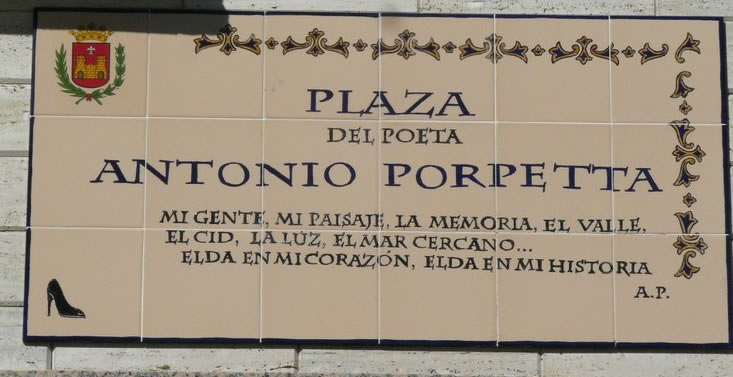 PLAZA
DEL POETA
ANTONIO PORPETTA
MI GENTE, MI PAISAJE, LA MEMORIA, EL VALLE,
EL CID, LA LUZ, EL MAR CERCANO...
ELDA EN MI CORAZÓN, ELDA EN MI HISTORIA
A.P.